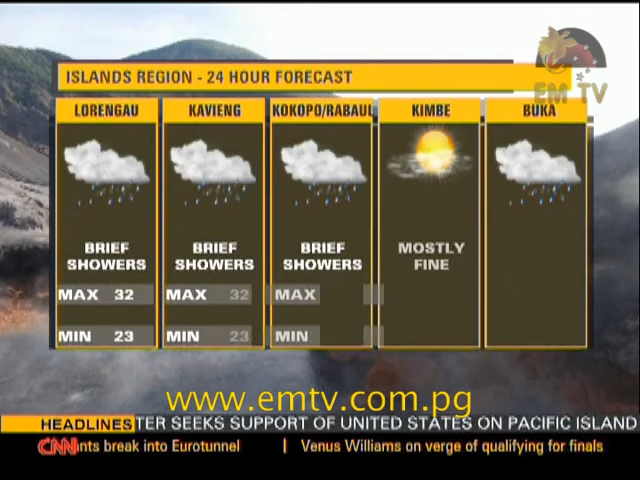 EM TV
ISLANDS REGION - 24 HOUR FORECAST
LORENGAU
KAVIENG
KOKOPO/RABAUL
KIMBE
BUKA
BRIEF
SHOWERS
BRIEF
SHOWERS
BRIEF
SHOWERS
MOSTLY
FINE
MAX 32
MAX 32
MAX
MIN 23
MIN 23
MIN
www.emtv.com.pg
HEADLINES TER SEEKS SUPPORT OF UNITED STATES ON PACIFIC ISLAND
CNN nts break into Eurotunnel | Venus Williams on verge of qualifying for finals